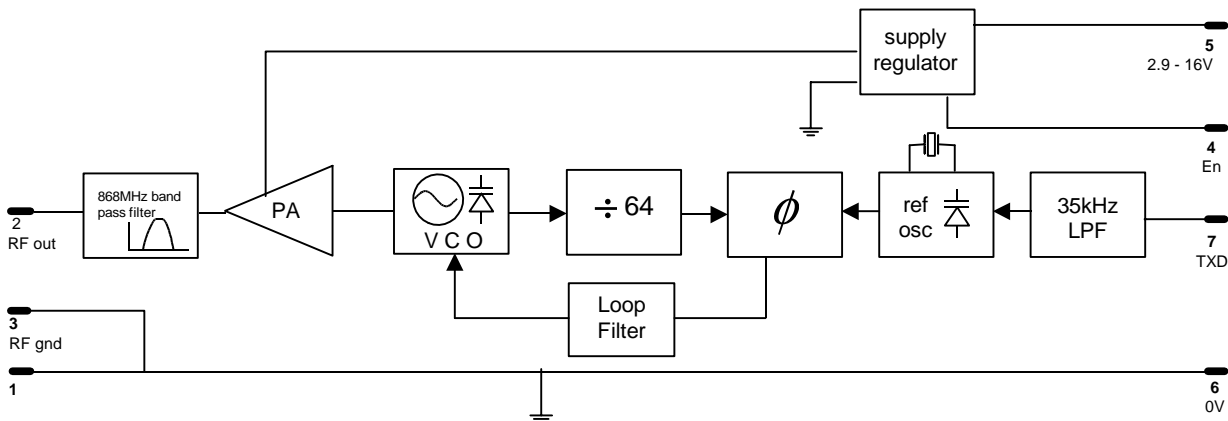 supply
regulator
5
2.9 - 16V
4
En
868MHz band
pass filter
PA
V C O
÷ 64
ϕ
ref
osc
35kHz
LPF
2
RF out
7
TXD
Loop
Filter
3
RF gnd
1
6
0V